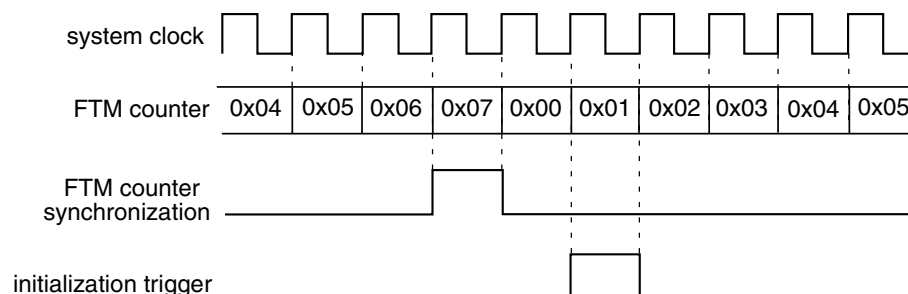 system clock
FTM counter 0x04 0x05 0x06 0x07 0x00 0x01 0x02 0x03 0x04 0x05
FTM counter
synchronization
initialization trigger